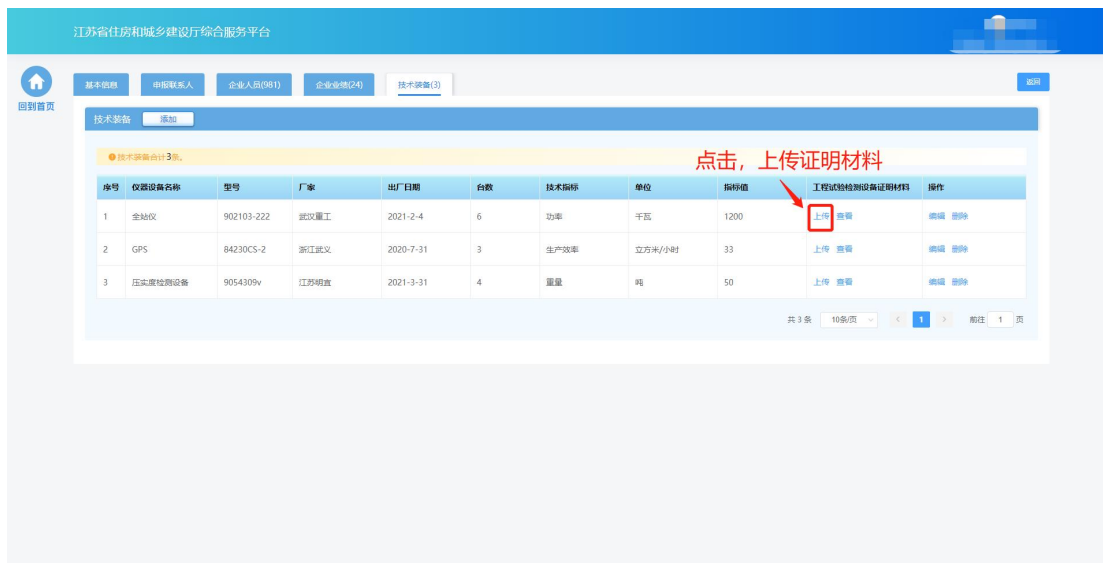 江苏省住房和城乡建设厅综合服务平台
回到首页
基本信息 申报联系人 企业人员(981) 企业业绩(24) 技术装备(3) 返回
技术装备 添加
技术装备合计3条。
点击，上传证明材料
序号 仪器设备名称 型号 厂家 出厂日期 台数 技术指标 单位 指标值 工程试验检测设备证明材料 操作
1 全站仪 902103-222 武汉重工 2021-2-4 6 功率 千瓦 1200 上传 查看 编辑 删除
2 GPS 84230CS-2 浙江武义 2020-7-31 3 生产效率 立方米/小时 33 上传 查看 编辑 删除
3 压实度检测设备 9054309v 江苏明宜 2021-3-31 4 重量 吨 50 上传 查看 编辑 删除
共 3 条 10条/页 1 前往 1 页